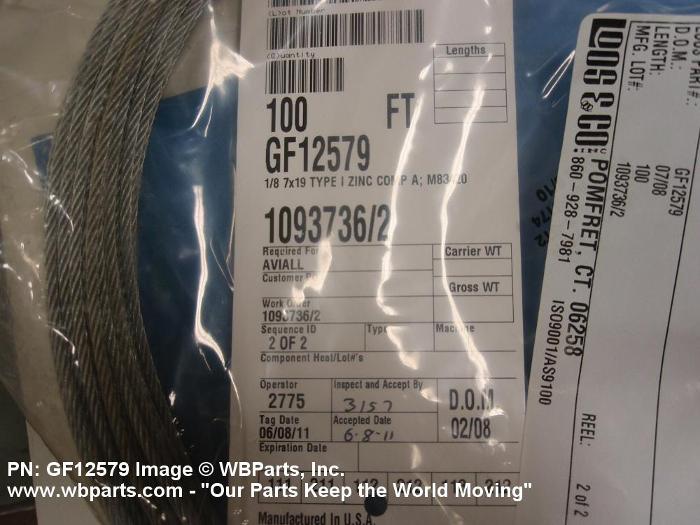 (L)ot Number
(Q)uantity
Lengths
100 FT
GF12579
1/8 7x19 TYPE I ZINC COMP A; M83420
1093736/2
Required For
AVIALL
Carrier WT
Customer
Gross WT
Work Order
1093736/2
Sequence ID
Type
Machine
2 OF 2
Component Heat/Lot#'s
Operator
Inspect and Accept By
D.O.M
2775
3157
Tag Date
Accepted Date
06/08/11
6-8-11
02/08
Expiration Date
Manufactured In U.S.A.
LOOS & CO. INC
POMFRET, CT. 06258
860-928-7981
ISO9001/AS9100
LOOS PART#: GF12579
D.O.M.: 07/08
LENGTH: 100
MFG. LOT#: 1093736/2
REEL: 2 of 2
PN: GF12579 Image © WBParts, Inc.
www.wbparts.com - "Our Parts Keep the World Moving"